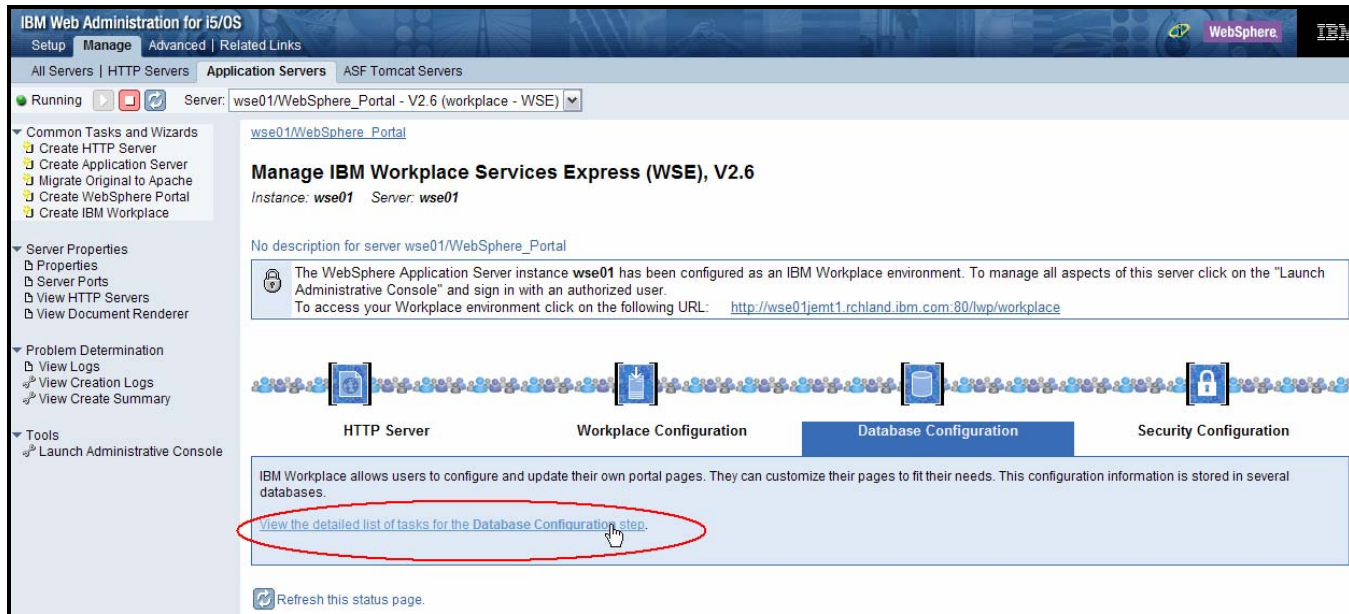 IBM Web Administration for i5/OS
Setup Manage Advanced | Related Links
WebSphere. IBM
All Servers | HTTP Servers Application Servers ASF Tomcat Servers
Running Server: wse01/WebSphere_Portal - V2.6 (workplace - WSE)
Common Tasks and Wizards
Create HTTP Server
Create Application Server
Migrate Original to Apache
Create WebSphere Portal
Create IBM Workplace
Server Properties
Properties
Server Ports
View HTTP Servers
View Document Renderer
Problem Determination
View Logs
View Creation Logs
View Create Summary
Tools
Launch Administrative Console
wse01/WebSphere_Portal
Manage IBM Workplace Services Express (WSE), V2.6
Instance: wse01 Server: wse01
No description for server wse01/WebSphere_Portal
The WebSphere Application Server instance wse01 has been configured as an IBM Workplace environment. To manage all aspects of this server click on the "Launch
Administrative Console" and sign in with an authorized user.
To access your Workplace environment click on the following URL: http://wse01jemt1.rchland.ibm.com:80/lwp/workplace
HTTP Server Workplace Configuration Database Configuration Security Configuration
IBM Workplace allows users to configure and update their own portal pages. They can customize their pages to fit their needs. This configuration information is stored in several
databases.
View the detailed list of tasks for the Database Configuration step.
Refresh this status page.